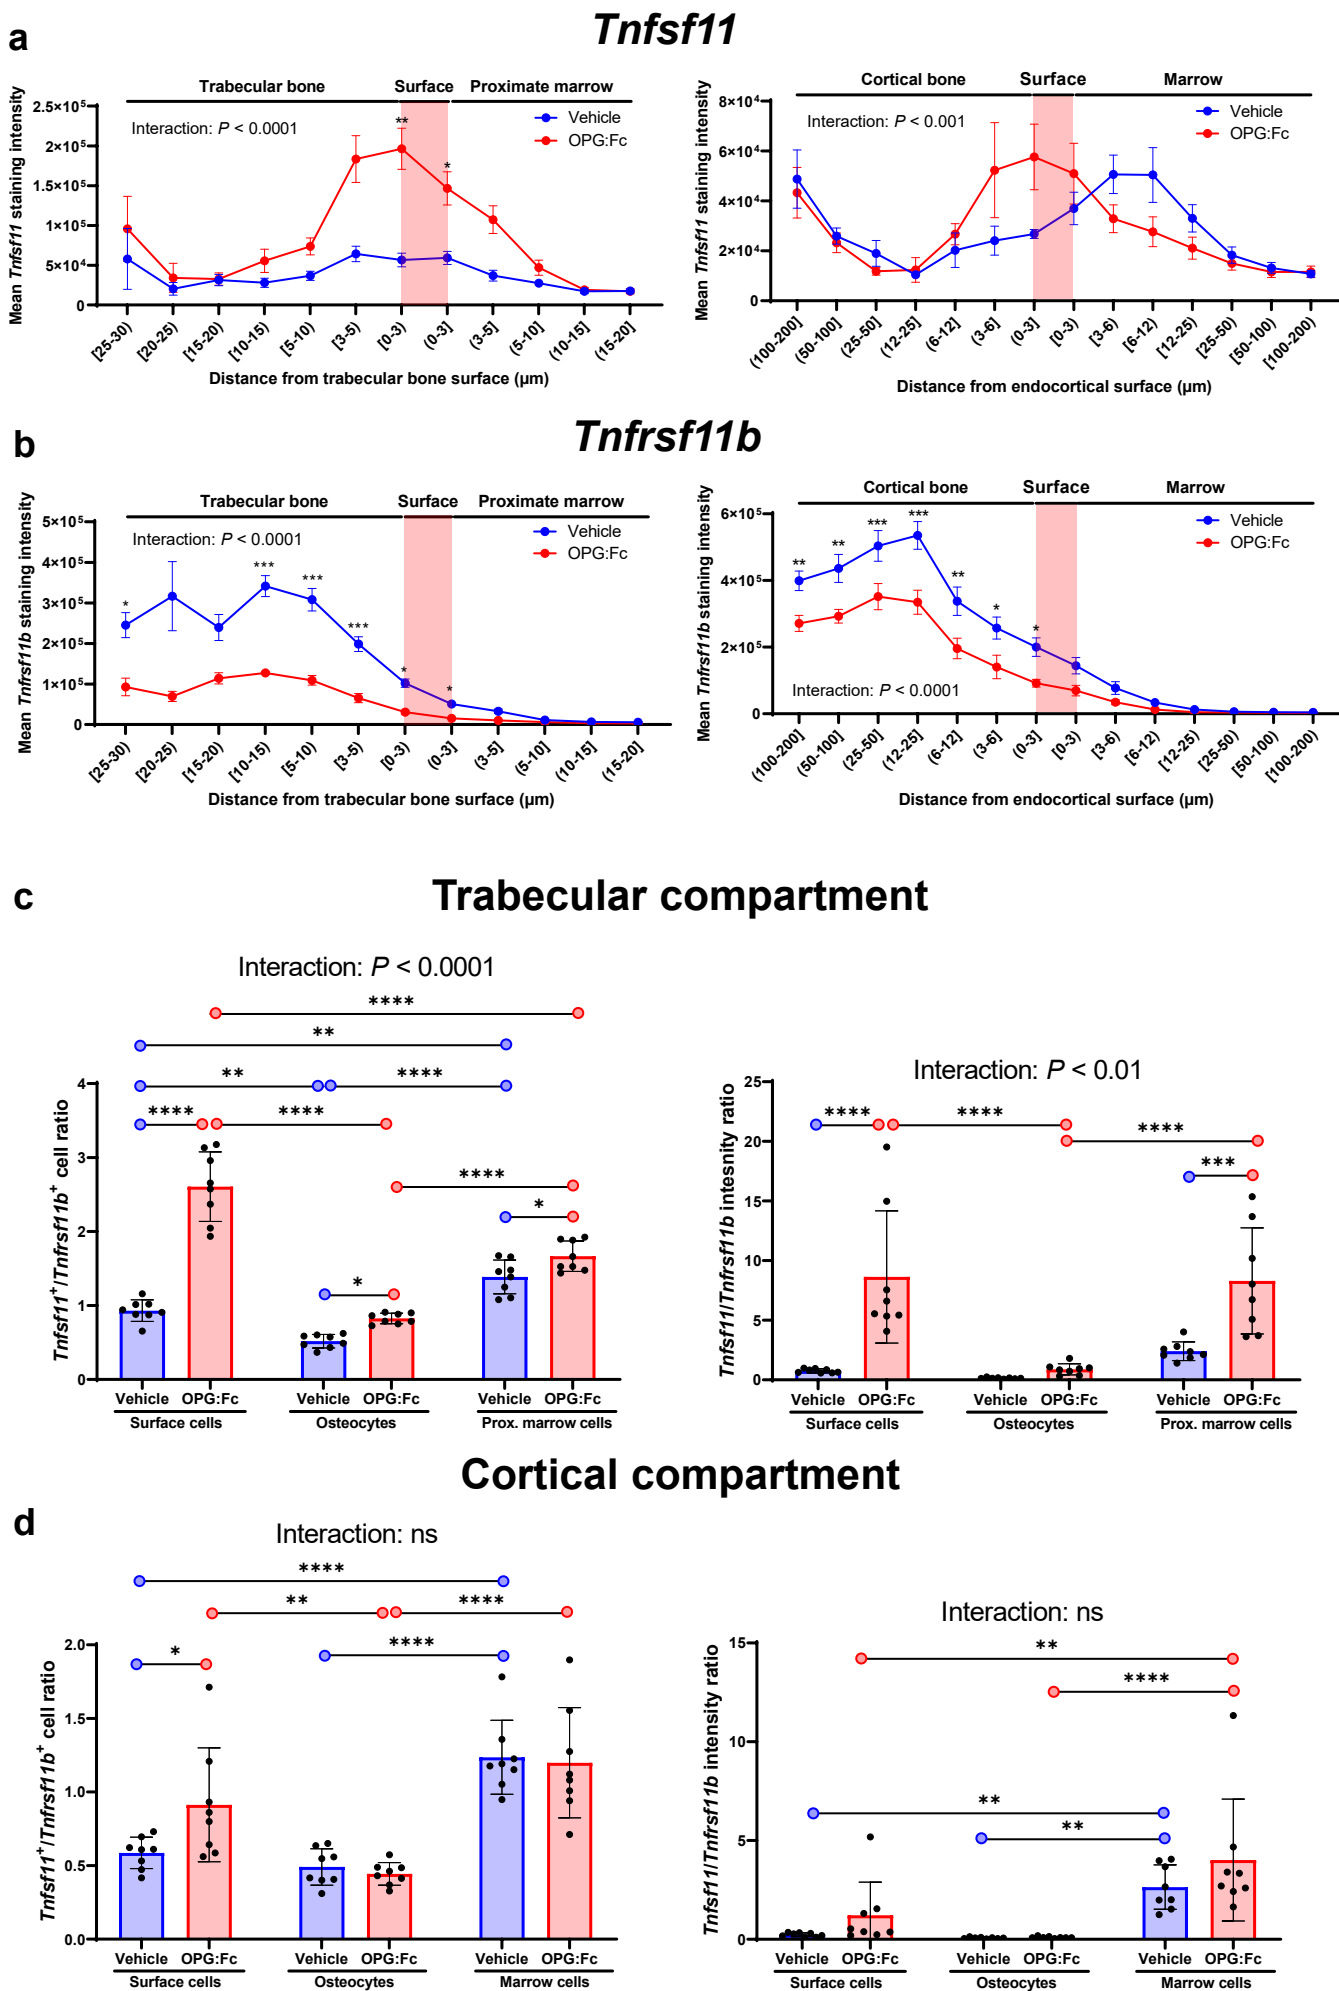 a
Tnfsf11
Trabecular bone Surface Proximate marrow
Interaction: P < 0.0001
Vehicle
OPG:Fc
Mean Tnfsf11 staining intensity
2.5×10⁵
2×10⁵
1.5×10⁵
1×10⁵
5×10⁴
0
** *
[25-30) [20-25) [15-20) [10-15) [5-10) [3-5) [0-3) (0-3] (3-5] (5-10] (10-15) (15-20]
Distance from trabecular bone surface (µm)
Cortical bone Surface Marrow
Interaction: P < 0.001
Vehicle
OPG:Fc
Mean Tnfsf11 staining intensity
8×10⁴
6×10⁴
4×10⁴
2×10⁴
0
(100-200] (50-100] (25-50] (12-25] (6-12] (3-6] (0-3] [0-3) [3-6) [6-12) [12-25) [25-50) [50-100) [100-200)
Distance from endocortical surface (µm)
b
Tnfrsf11b
Trabecular bone Surface Proximate marrow
Interaction: P < 0.0001
Vehicle
OPG:Fc
Mean Tnfrsf11b staining intensity
5×10⁵
4×10⁵
3×10⁵
2×10⁵
1×10⁵
0
* *** *** *** * *
[25-30) [20-25) [15-20) [10-15) [5-10) [3-5) [0-3) (0-3] (3-5] (5-10] (10-15) (15-20]
Distance from trabecular bone surface (µm)
Cortical bone Surface Marrow
Vehicle
OPG:Fc
Interaction: P < 0.0001
Mean Tnfrsf11b staining intensity
6×10⁵
4×10⁵
2×10⁵
0
** ** *** *** ** * *
(100-200] (50-100] (25-50] (12-25] (6-12] (3-6] (0-3] [0-3) [3-6) [6-12) [12-25) [25-50) [50-100) [100-200)
Distance from endocortical surface (µm)
c
Trabecular compartment
Interaction: P < 0.0001
****
**
** ****
**** ****
****
*
*
Tnfsf11⁺/Tnfrsf11b⁺ cell ratio
4
3
2
1
0
Vehicle OPG:Fc Vehicle OPG:Fc Vehicle OPG:Fc
Surface cells Osteocytes Prox. marrow cells
Interaction: P < 0.01
**** ****
****
***
Tnfsf11/Tnfrsf11b intesnity ratio
25
20
15
10
5
0
Vehicle OPG:Fc Vehicle OPG:Fc Vehicle OPG:Fc
Surface cells Osteocytes Prox. marrow cells
Cortical compartment
d
Interaction: ns
****
** ****
* ****
Tnfsf11⁺/Tnfrsf11b⁺ cell ratio
2.0
1.5
1.0
0.5
0.0
Vehicle OPG:Fc Vehicle OPG:Fc Vehicle OPG:Fc
Surface cells Osteocytes Marrow cells
Interaction: ns
**
****
**
**
Tnfsf11/Tnfrsf11b intensity ratio
15
10
5
0
Vehicle OPG:Fc Vehicle OPG:Fc Vehicle OPG:Fc
Surface cells Osteocytes Marrow cells